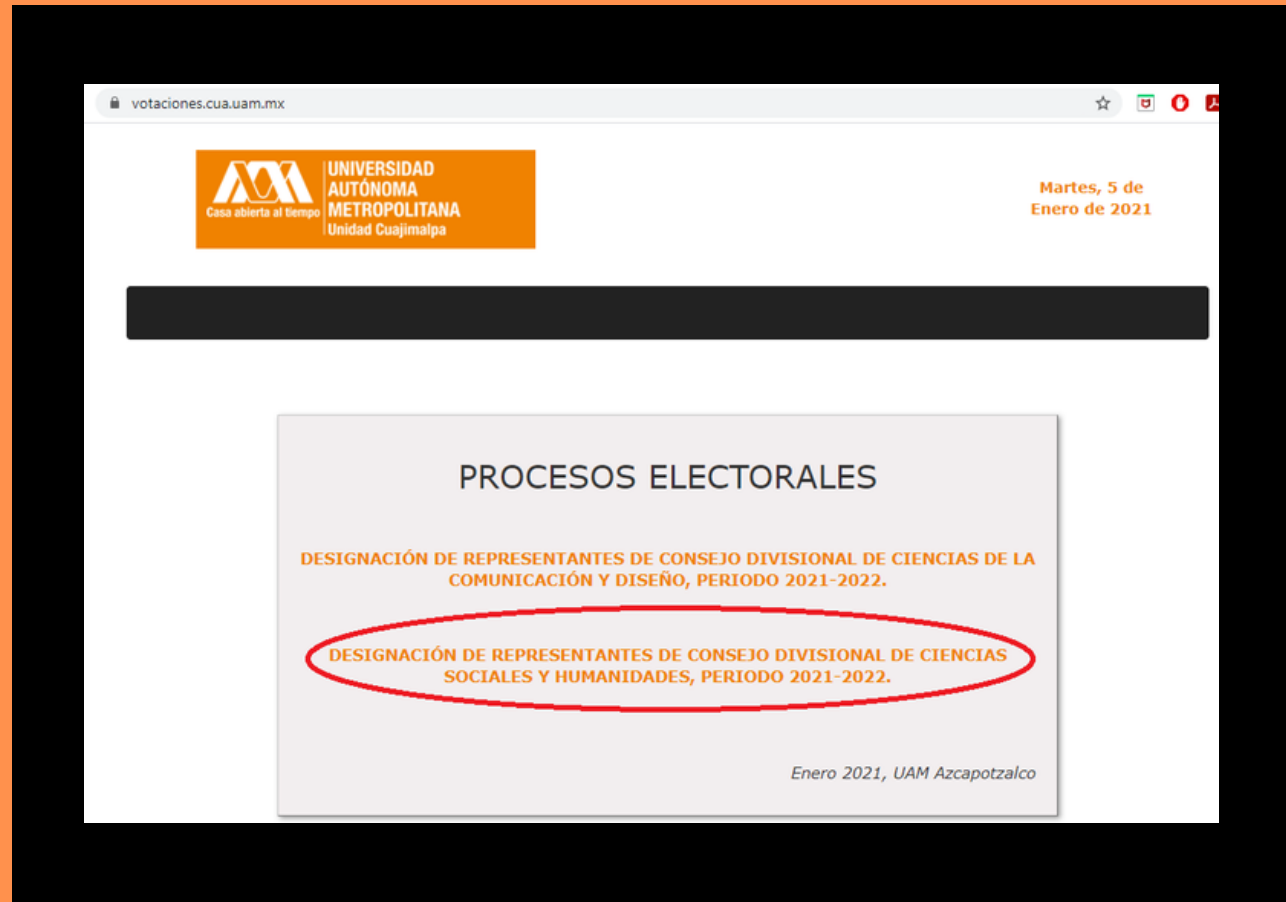 votaciones.cua.uam.mx
UNIVERSIDAD
AUTÓNOMA
METROPOLITANA
Casa abierta al tiempo
Unidad Cuajimalpa
Martes, 5 de
Enero de 2021
PROCESOS ELECTORALES
DESIGNACIÓN DE REPRESENTANTES DE CONSEJO DIVISIONAL DE CIENCIAS DE LA
COMUNICACIÓN Y DISEÑO, PERIODO 2021-2022.
DESIGNACIÓN DE REPRESENTANTES DE CONSEJO DIVISIONAL DE CIENCIAS
SOCIALES Y HUMANIDADES, PERIODO 2021-2022.
Enero 2021, UAM Azcapotzalco